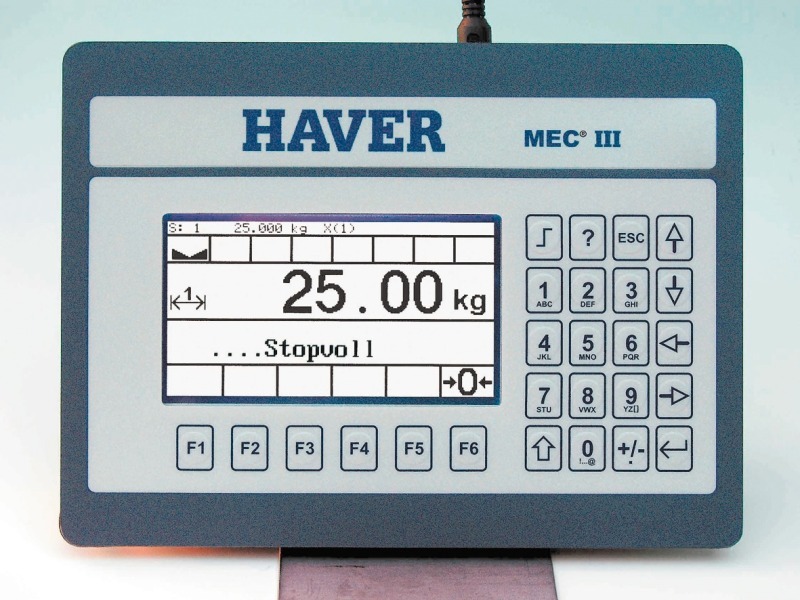 HAVER MEC® III
S: 1 25.000 kg X(1)
1 25.00 kg
....Stopvoll
→0←
F1 F2 F3 F4 F5 F6
? ESC
1 2 3
ABC DEF GHI
4 5 6
JKL MNO PQR
7 8 9
STU VWX YZ[]
0 +/-
!...@ .